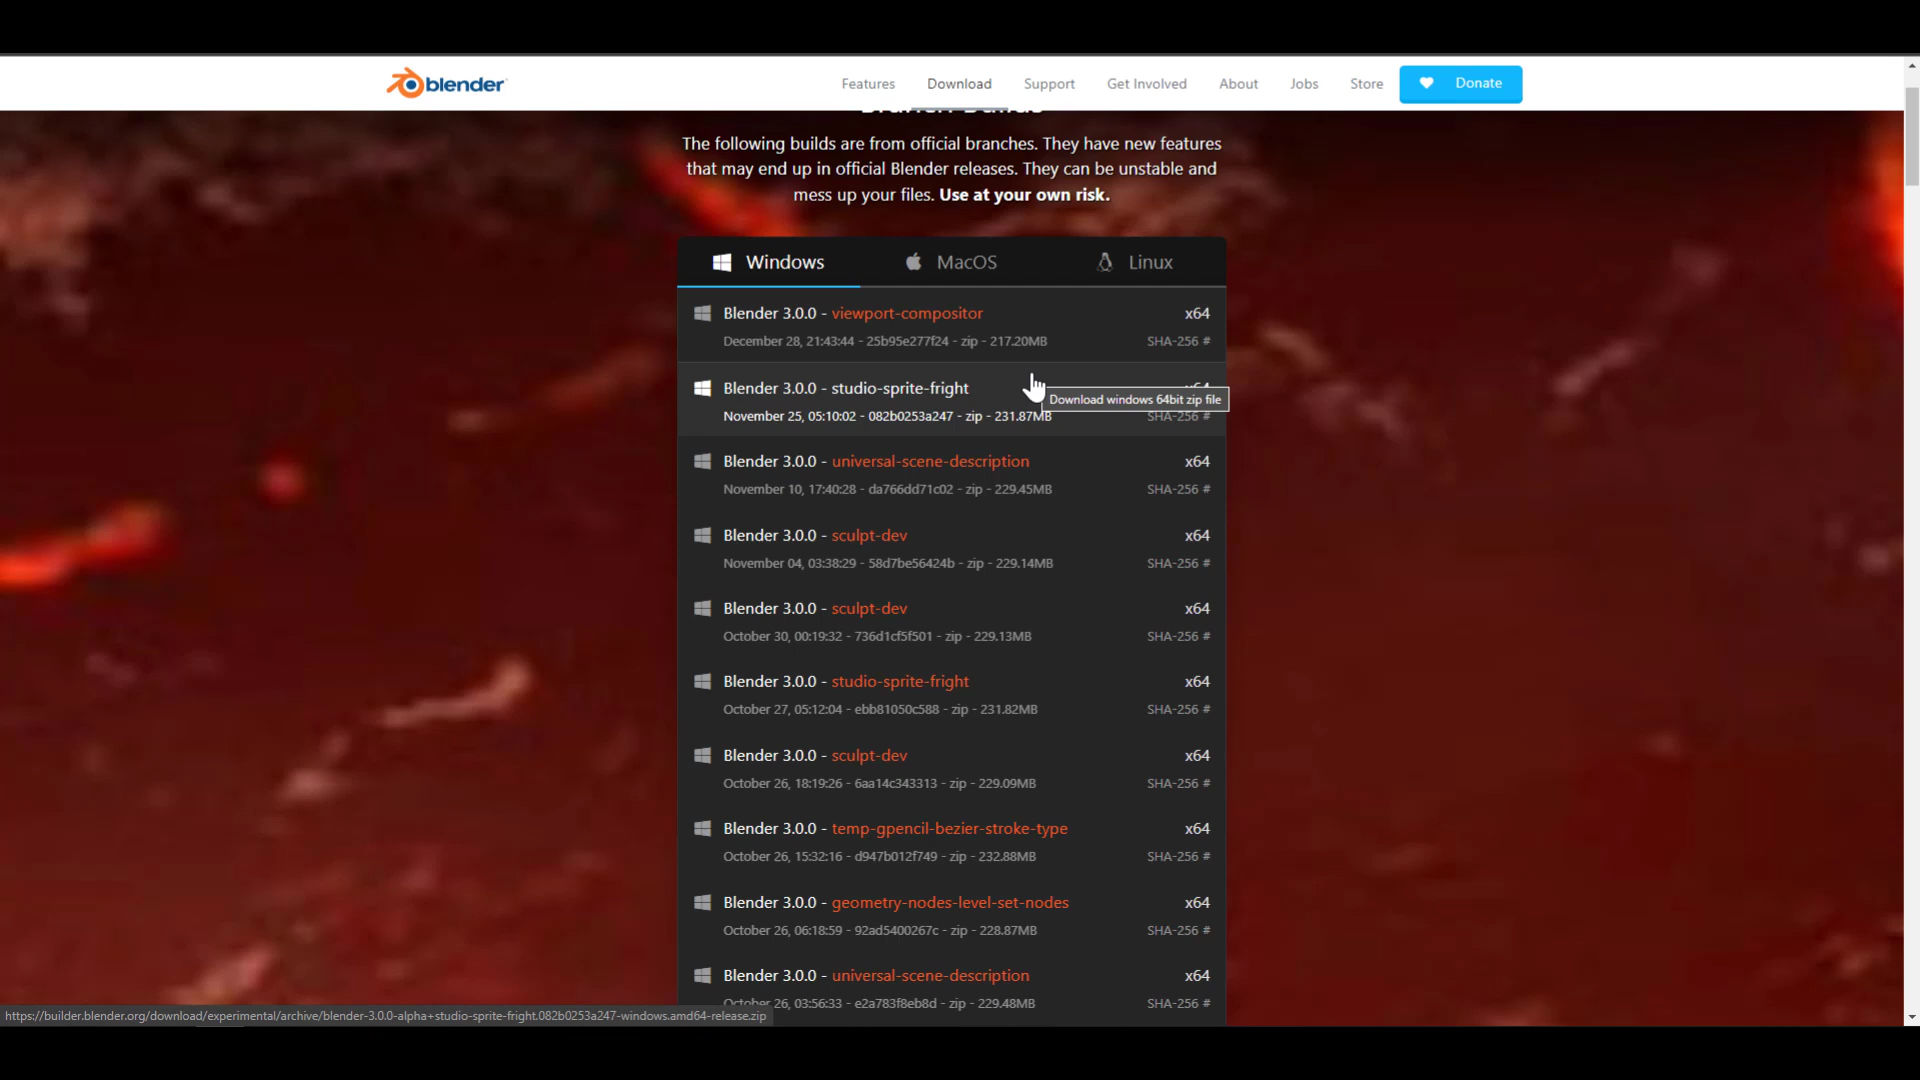 blender
Features Download Support Get Involved About Jobs Store Donate
The following builds are from official branches. They have new features
that may end up in official Blender releases. They can be unstable and
mess up your files. Use at your own risk.
Windows MacOS Linux
Blender 3.0.0 - viewport-compositor x64
December 28, 21:43:44 - 25b95e277f24 - zip - 217.20MB SHA-256 #
Blender 3.0.0 - studio-sprite-fright x64
Download windows 64bit zip file
November 25, 05:10:02 - 082b0253a247 - zip - 231.87MB SHA-256 #
Blender 3.0.0 - universal-scene-description x64
November 10, 17:40:28 - da766dd71c02 - zip - 229.45MB SHA-256 #
Blender 3.0.0 - sculpt-dev x64
November 04, 03:38:29 - 58d7be56424b - zip - 229.14MB SHA-256 #
Blender 3.0.0 - sculpt-dev x64
October 30, 00:19:32 - 736d1cf5f501 - zip - 229.13MB SHA-256 #
Blender 3.0.0 - studio-sprite-fright x64
October 27, 05:12:04 - ebb81050c588 - zip - 231.82MB SHA-256 #
Blender 3.0.0 - sculpt-dev x64
October 26, 18:19:26 - 6aa14c343313 - zip - 229.09MB SHA-256 #
Blender 3.0.0 - temp-gpencil-bezier-stroke-type x64
October 26, 15:32:16 - d947b012f749 - zip - 232.88MB SHA-256 #
Blender 3.0.0 - geometry-nodes-level-set-nodes x64
October 26, 06:18:59 - 92ad5400267c - zip - 228.87MB SHA-256 #
Blender 3.0.0 - universal-scene-description x64
October 26, 03:56:33 - e2a783f8eb8d - zip - 229.48MB SHA-256 #
https://builder.blender.org/download/experimental/archive/blender-3.0.0-alpha+studio-sprite-fright.082b0253a247-windows.amd64-release.zip